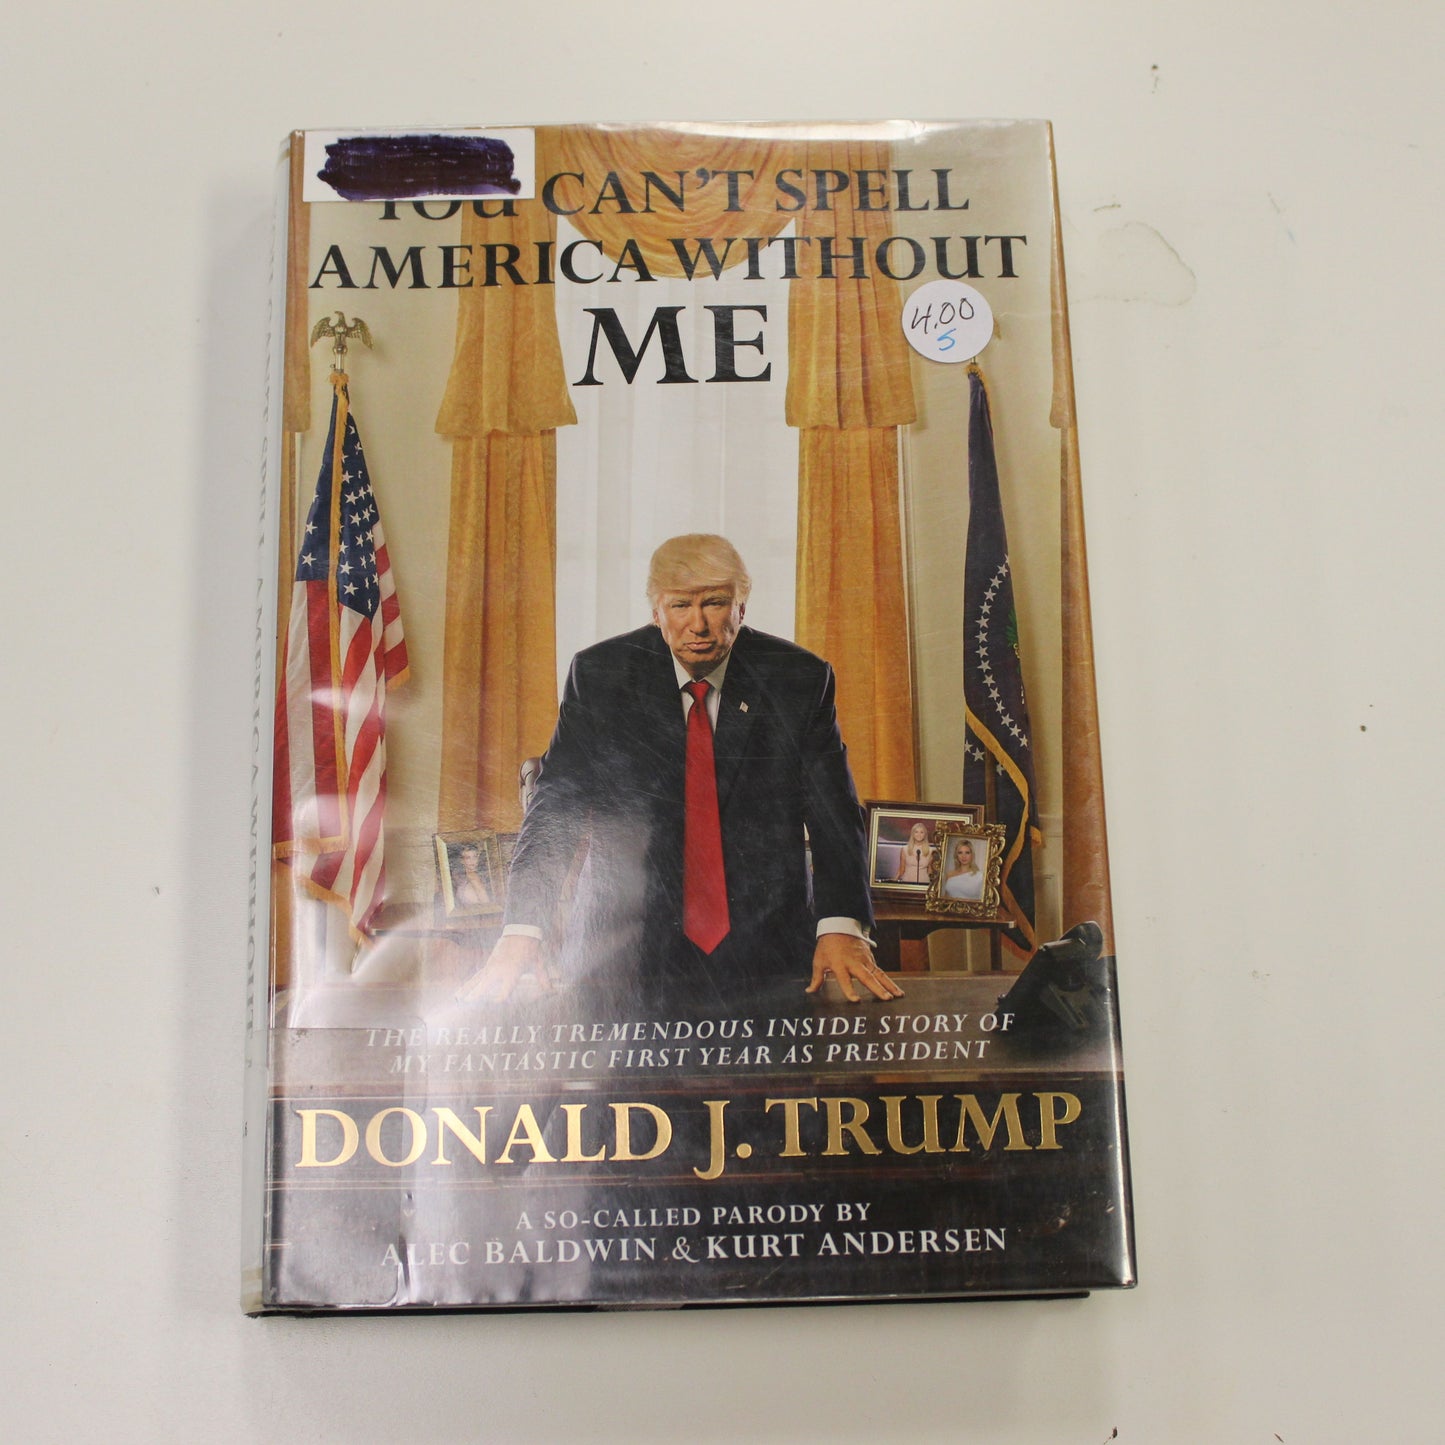 YOU CAN'T SPELL
AMERICA WITHOUT
ME
4.00
5
THE REALLY TREMENDOUS INSIDE STORY OF
MY FANTASTIC FIRST YEAR AS PRESIDENT
DONALD J. TRUMP
A SO-CALLED PARODY BY
ALEC BALDWIN & KURT ANDERSEN